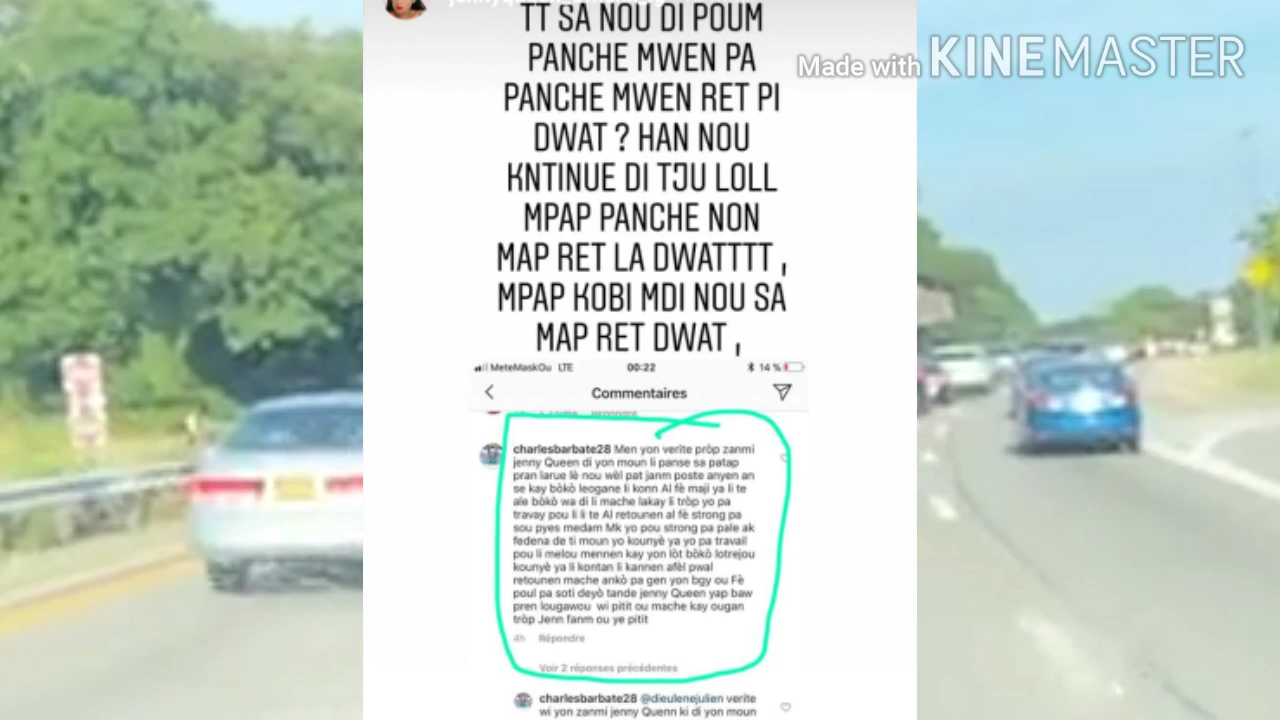 TT SA NOU DI POUM
PANCHE MWEN PA
PANCHE MWEN RET PI
DWAT ? HAN NOU
KNTINUE DI TJU LOLL
MPAP PANCHE NON
MAP RET LA DWATTTT ,
MPAP KOBI MDI NOU SA
MAP RET DWAT ,
Made with KINEMASTER
MeteMaskOu LTE 00:22 14 %
Commentaires
Répondre
charlesbarbate28 Men yon verite pròp zanmi
jenny Queen di yon moun li panse sa patap
pran larue lè nou wèl pat janm poste anyen an
se kay bòkò leogane li konn Al fè maji ya li te
ale bòkò wa di li mache lakay li tròp yo pa
travay pou li li te Al retounen al fè strong pa
sou pyes medam Mk yo pou strong pa pale ak
fedena de ti moun yo kounyè ya yo pa travail
pou li melou mennen kay yon lòt bòkò lotrejou
kounyè ya li kontan li kannen afèl pwal
retounen mache ankò pa gen yon bgy ou Fè
poul pa soti deyò tande jenny Queen yap baw
pren lougawou wi pitit ou mache kay ougan
tròp Jenn fanm ou ye pitit
4h Répondre
Voir 2 réponses précédentes
charlesbarbate28 @dieulenejulien verite
wi yon zanmi jenny Quenn ki di yon moun